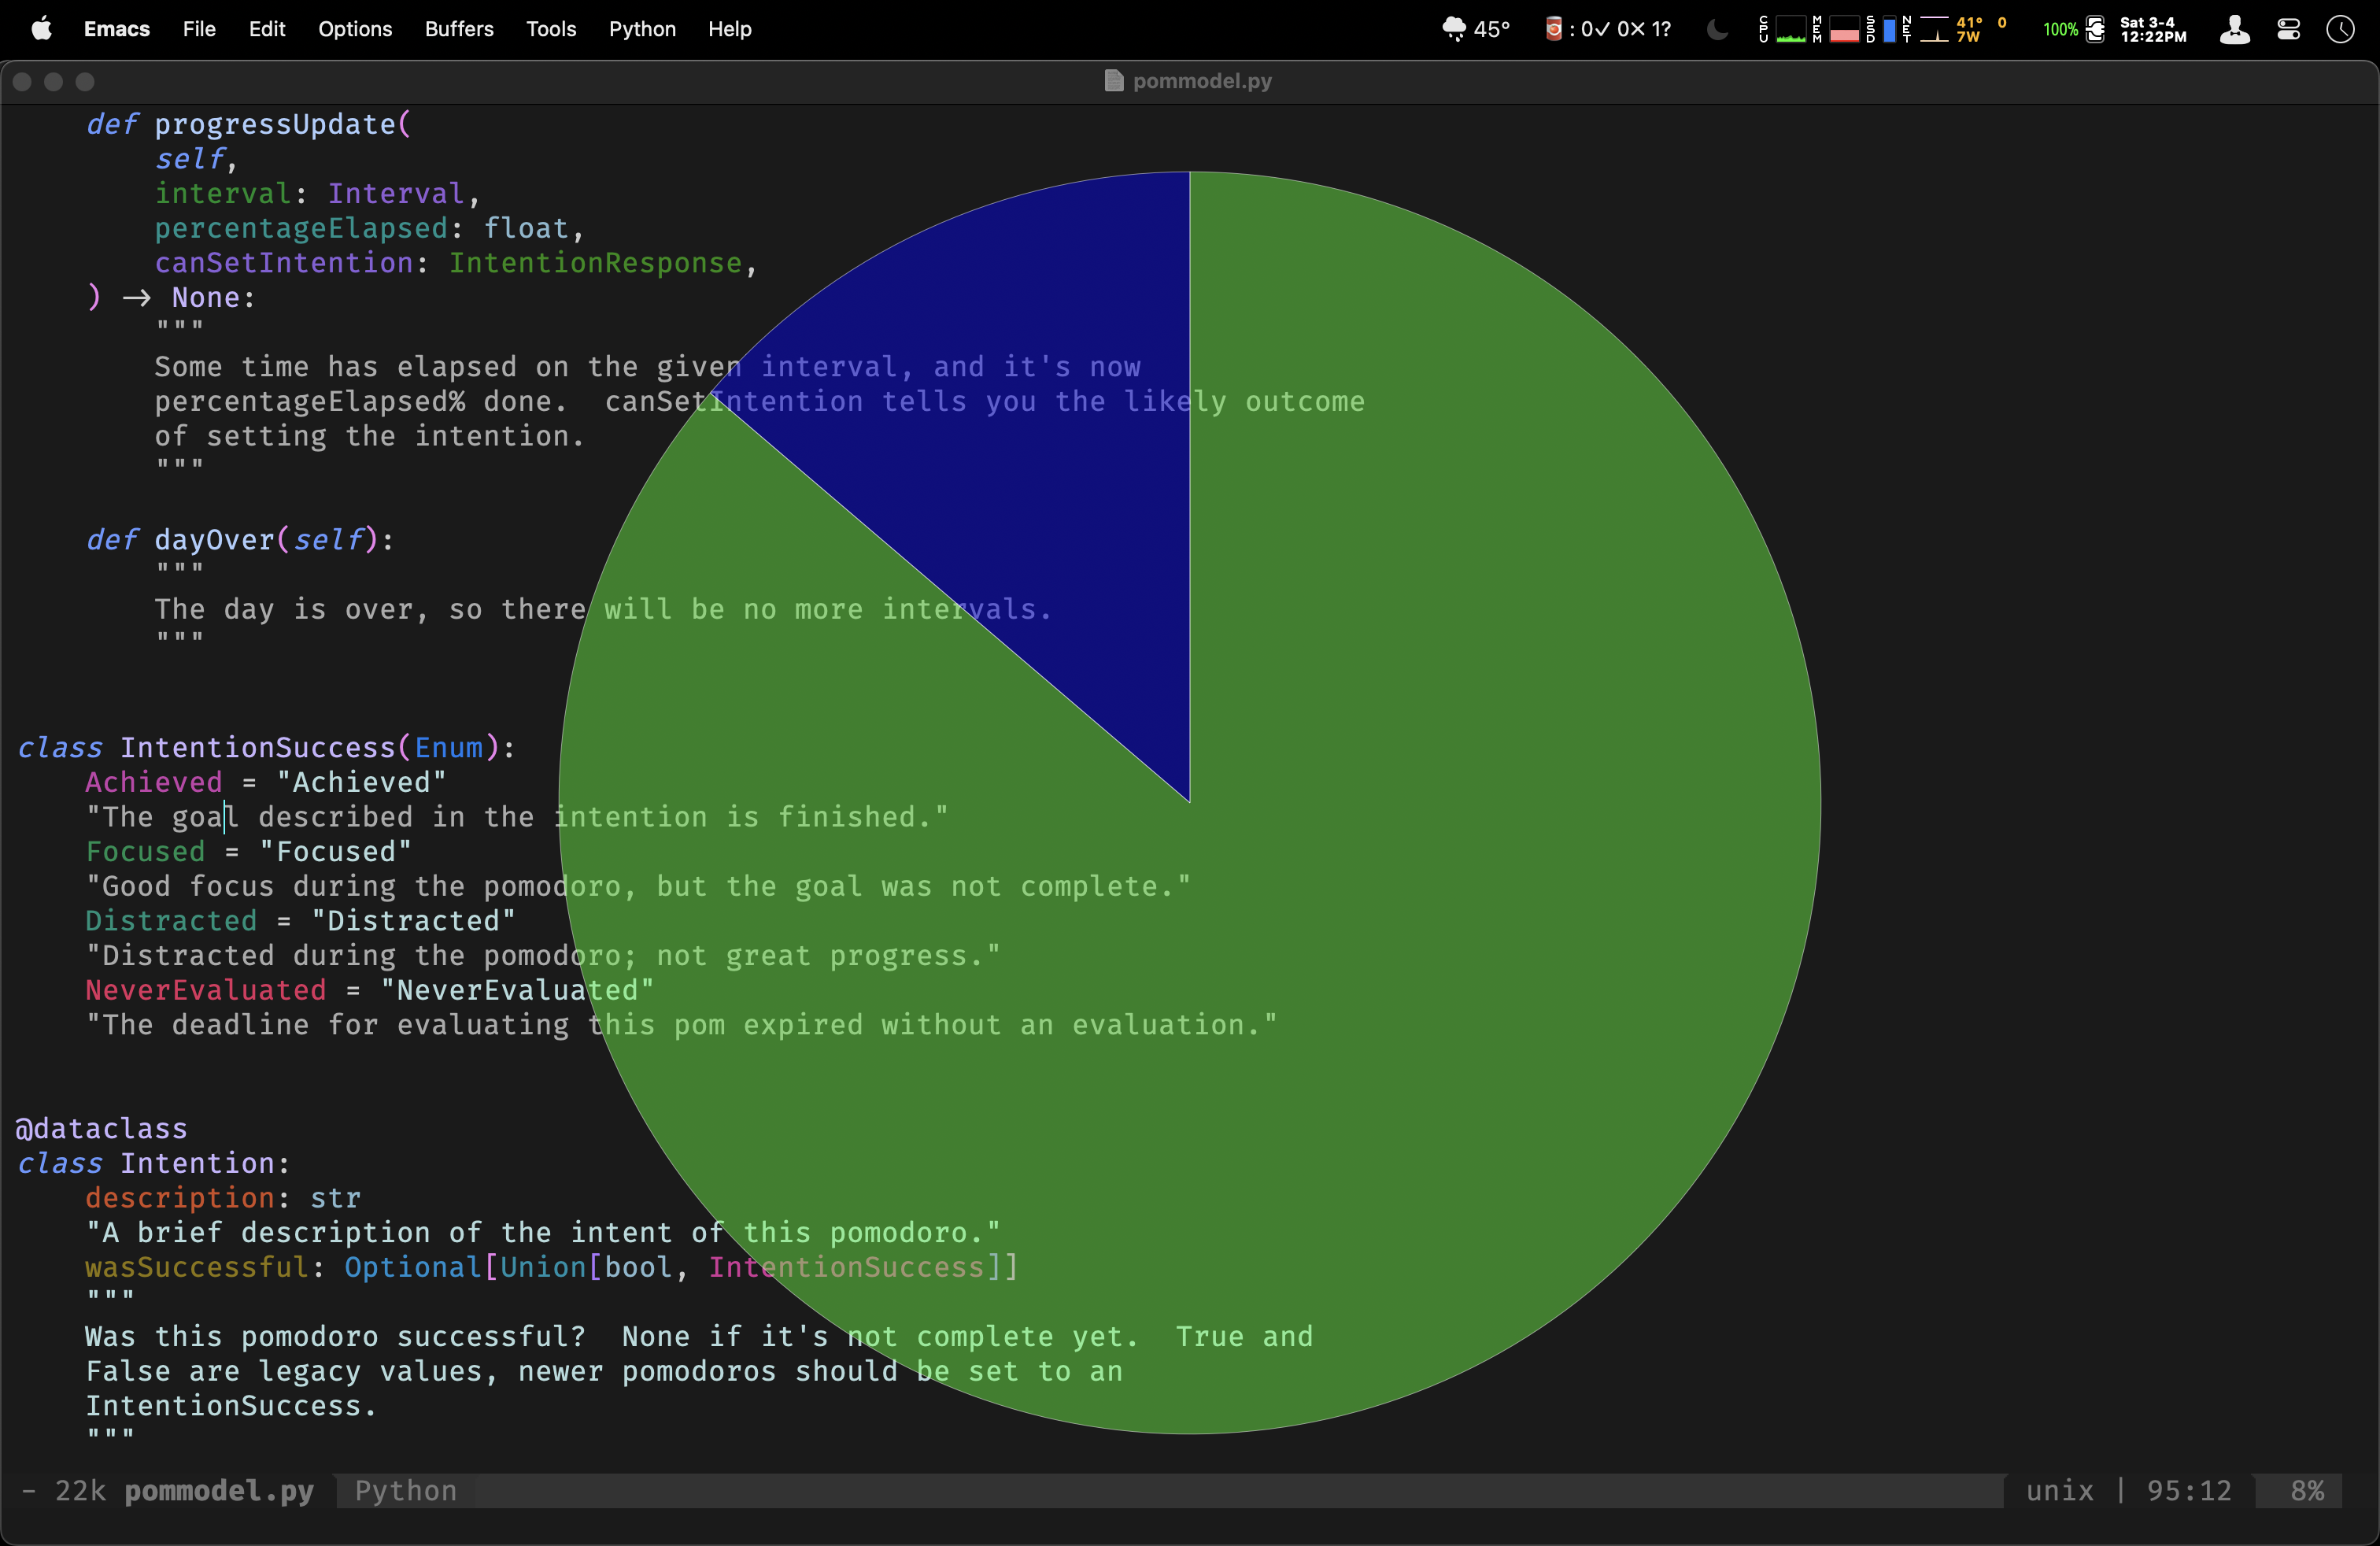 Emacs File Edit Options Buffers Tools Python Help 45° : 0✓ 0✕ 1? CPU MEM SSD NET 41° 7W 0 100% Sat 3-4 12:22PM
pommodel.py
def progressUpdate(
self,
interval: Interval,
percentageElapsed: float,
canSetIntention: IntentionResponse,
) → None:
"""
Some time has elapsed on the given interval, and it's now
percentageElapsed% done.  canSetIntention tells you the likely outcome
of setting the intention.
"""
def dayOver(self):
"""
The day is over, so there will be no more intervals.
"""
class IntentionSuccess(Enum):
Achieved = "Achieved"
"The goal described in the intention is finished."
Focused = "Focused"
"Good focus during the pomodoro, but the goal was not complete."
Distracted = "Distracted"
"Distracted during the pomodoro; not great progress."
NeverEvaluated = "NeverEvaluated"
"The deadline for evaluating this pom expired without an evaluation."
@dataclass
class Intention:
description: str
"A brief description of the intent of this pomodoro."
wasSuccessful: Optional[Union[bool, IntentionSuccess]]
"""
Was this pomodoro successful?  None if it's not complete yet.  True and
False are legacy values, newer pomodoros should be set to an
IntentionSuccess.
"""
- 22k pommodel.py Python unix | 95:12 8%